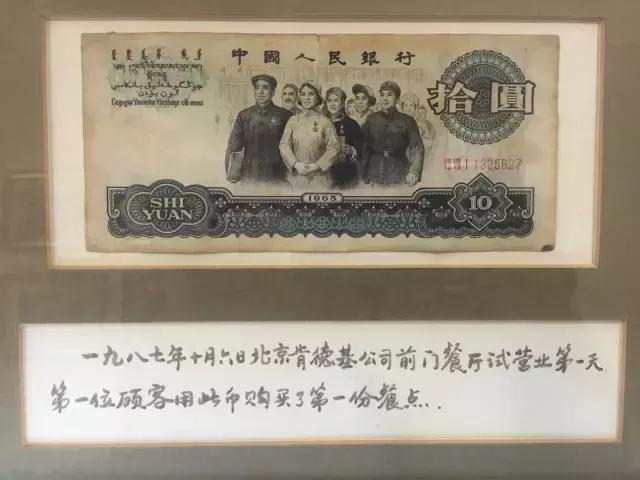 中國人民銀行
拾圓
1326627
SHI
YUAN
1965
10
一九八七年十月六日北京肯德基公司前门餐厅试营业第一天
第一位顾客用此币购买了第一份餐点.